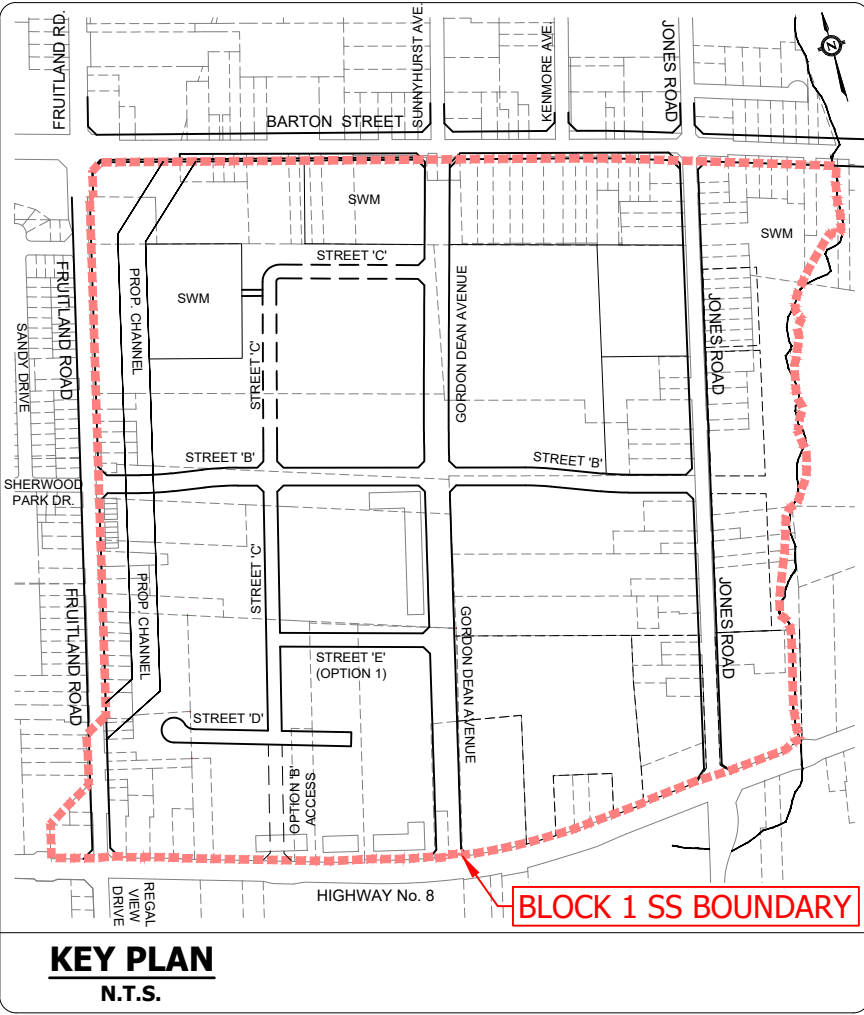 FRUITLAND RD.
SUNNYHURST AVE.
KENMORE AVE.
JONES ROAD
Z
BARTON STREET
SWM
SWM
STREET 'C'
FRUITLAND ROAD
PROP. CHANNEL
SWM
GORDON DEAN AVENUE
JONES ROAD
SANDY DRIVE
STREET 'C'
STREET 'B'
STREET 'B'
SHERWOOD
PARK DR.
STREET 'C'
PROP. CHANNEL
FRUITLAND ROAD
GORDON DEAN AVENUE
JONES ROAD
STREET 'E'
(OPTION 1)
STREET 'D'
OPTION 'B'
ACCESS
REGAL
VIEW
DRIVE
HIGHWAY No. 8
BLOCK 1 SS BOUNDARY
KEY PLAN
N.T.S.